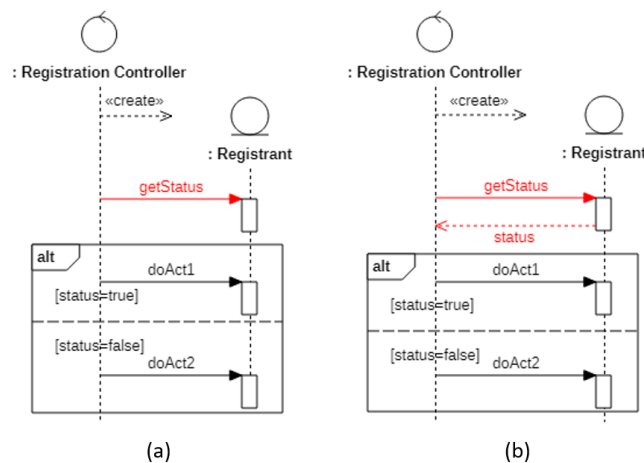 : Registration Controller
«create»
: Registrant
getStatus
alt
doAct1
[status=true]
[status=false]
doAct2
(a)
: Registration Controller
«create»
: Registrant
getStatus
status
alt
doAct1
[status=true]
[status=false]
doAct2
(b)